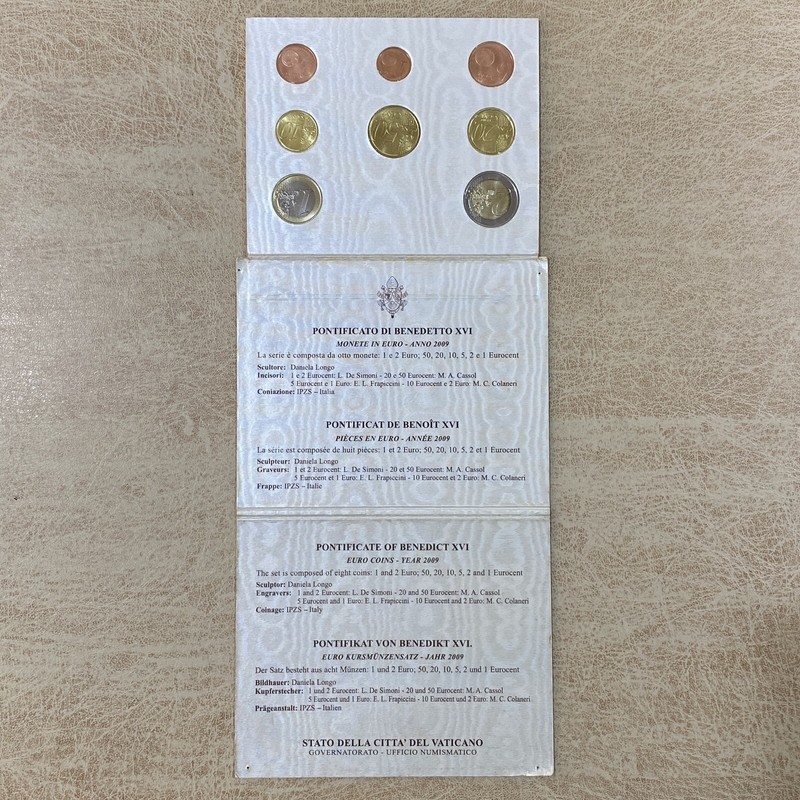 PONTIFICATO DI BENEDETTO XVI
MONETE IN EURO - ANNO 2009
La serie è composta da otto monete: 1 e 2 Euro; 50, 20, 10, 5, 2 e 1 Eurocent
Scultore: Daniela Longo
Incisori: 1 e 2 Eurocent: L. De Simoni - 20 e 50 Eurocent: M. A. Cassol
5 Eurocent e 1 Euro: E. L. Frapiccini - 10 Eurocent e 2 Euro: M. C. Colaneri
Coniazione: IPZS – Italia
PONTIFICAT DE BENOÎT XVI
PIÈCES EN EURO - ANNÉE 2009
La série est composée de huit pièces: 1 et 2 Euro; 50, 20, 10, 5, 2 et 1 Eurocent
Sculpteur: Daniela Longo
Graveurs: 1 et 2 Eurocent: L. De Simoni - 20 et 50 Eurocent: M. A. Cassol
5 Eurocent et 1 Euro: E. L. Frapiccini - 10 Eurocent et 2 Euro: M. C. Colaneri
Frappe: IPZS – Italie
PONTIFICATE OF BENEDICT XVI
EURO COINS - YEAR 2009
The set is composed of eight coins: 1 and 2 Euro; 50, 20, 10, 5, 2 and 1 Eurocent
Sculptor: Daniela Longo
Engravers: 1 and 2 Eurocent: L. De Simoni - 20 and 50 Eurocent: M. A. Cassol
5 Eurocent and 1 Euro: E. L. Frapiccini - 10 Eurocent and 2 Euro: M. C. Colaneri
Coinage: IPZS – Italy
PONTIFIKAT VON BENEDIKT XVI.
EURO KURSMÜNZENSATZ - JAHR 2009
Der Satz besteht aus acht Münzen: 1 und 2 Euro; 50, 20, 10, 5, 2 und 1 Eurocent
Bildhauer: Daniela Longo
Kupferstecher: 1 und 2 Eurocent: L. De Simoni - 20 und 50 Eurocent: M. A. Cassol
5 Eurocent und 1 Euro: E. L. Frapiccini - 10 Eurocent und 2 Euro: M. C. Colaneri
Prägeanstalt: IPZS – Italien
STATO DELLA CITTA' DEL VATICANO
GOVERNATORATO - UFFICIO NUMISMATICO